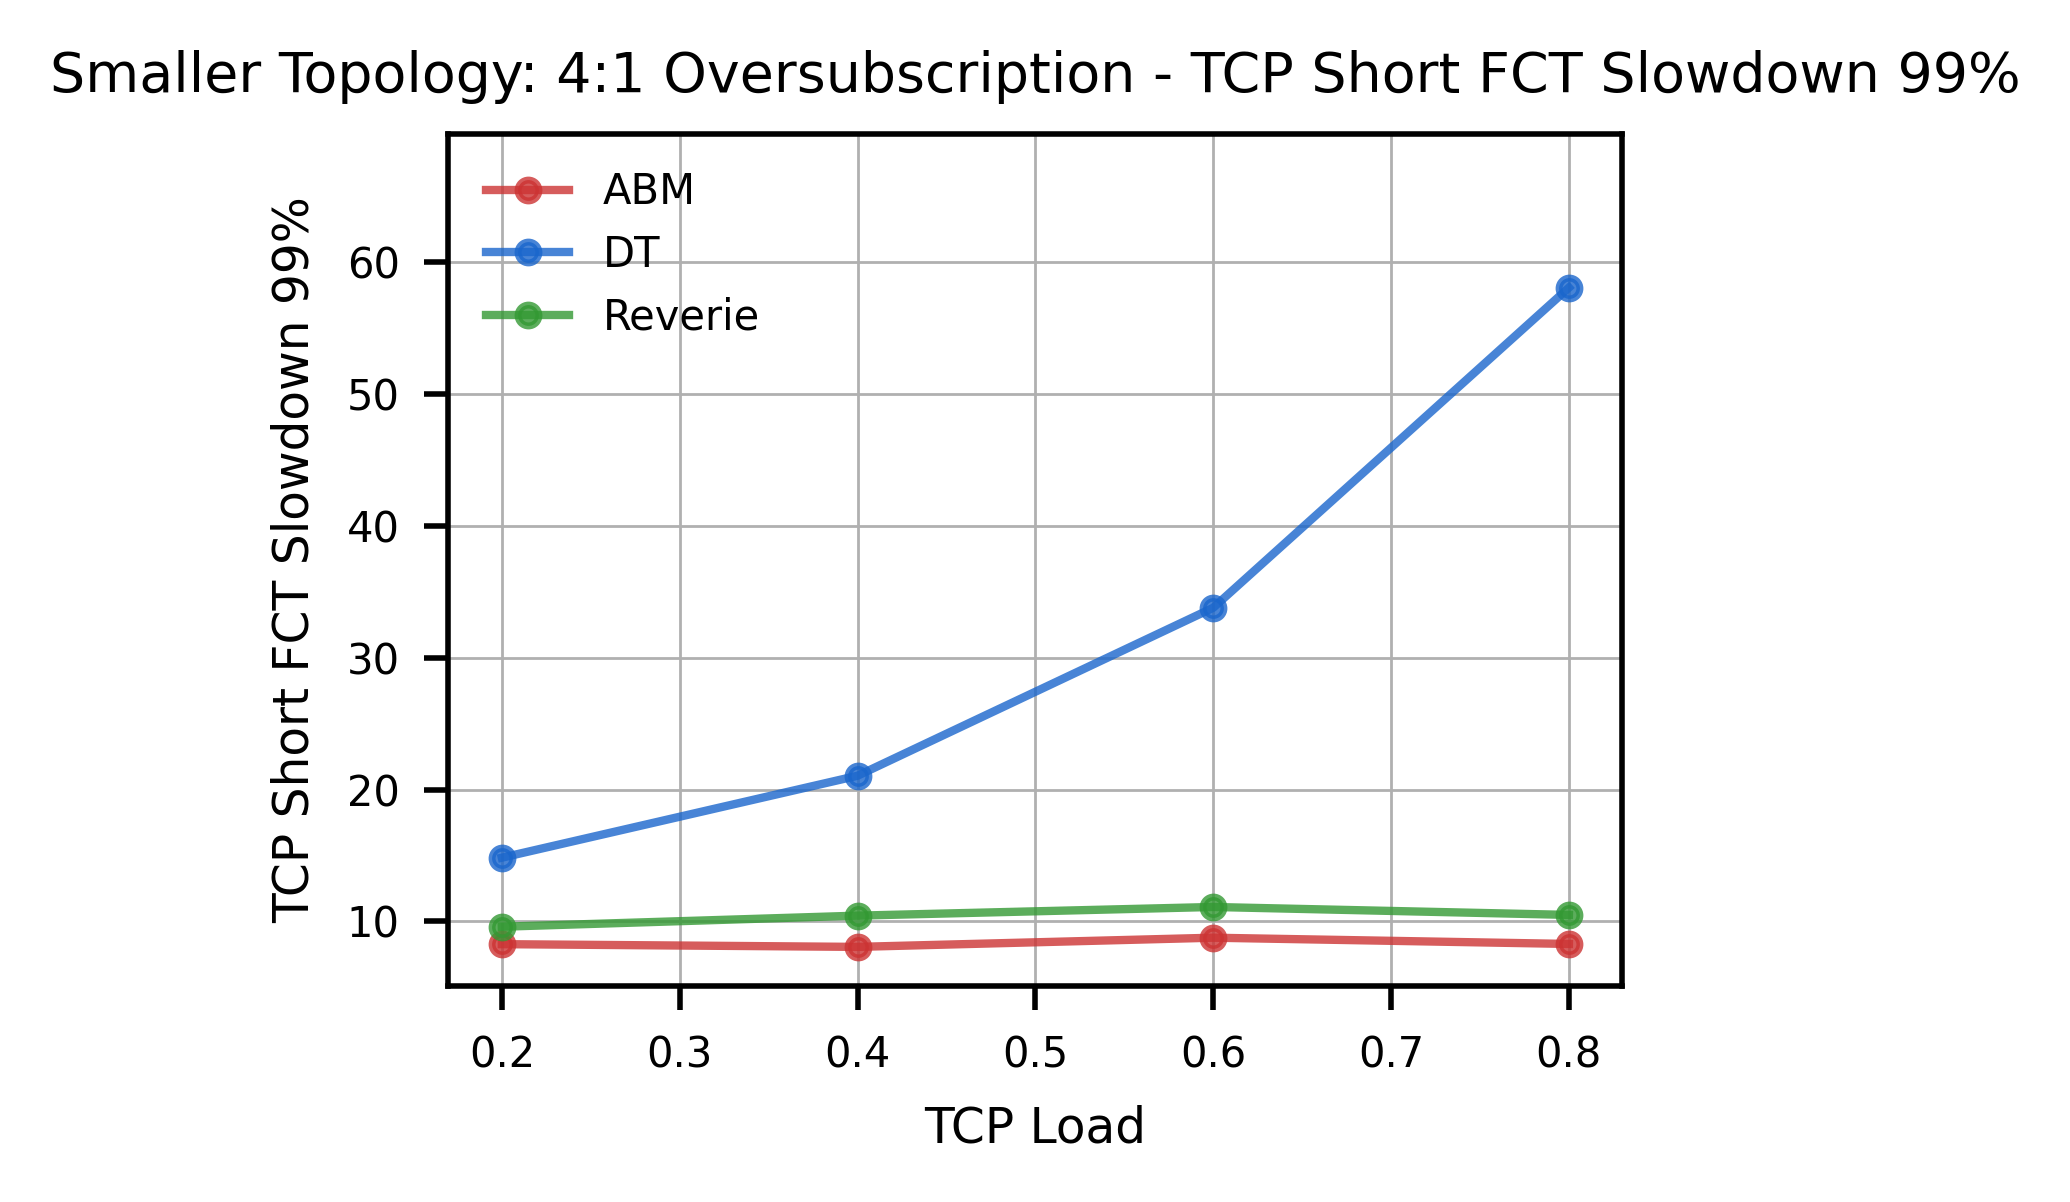 Smaller Topology: 4:1 Oversubscription - TCP Short FCT Slowdown 99%
ABM
DT
Reverie
TCP Short FCT Slowdown 99%
60
50
40
30
20
10
0.2 0.3 0.4 0.5 0.6 0.7 0.8
TCP Load